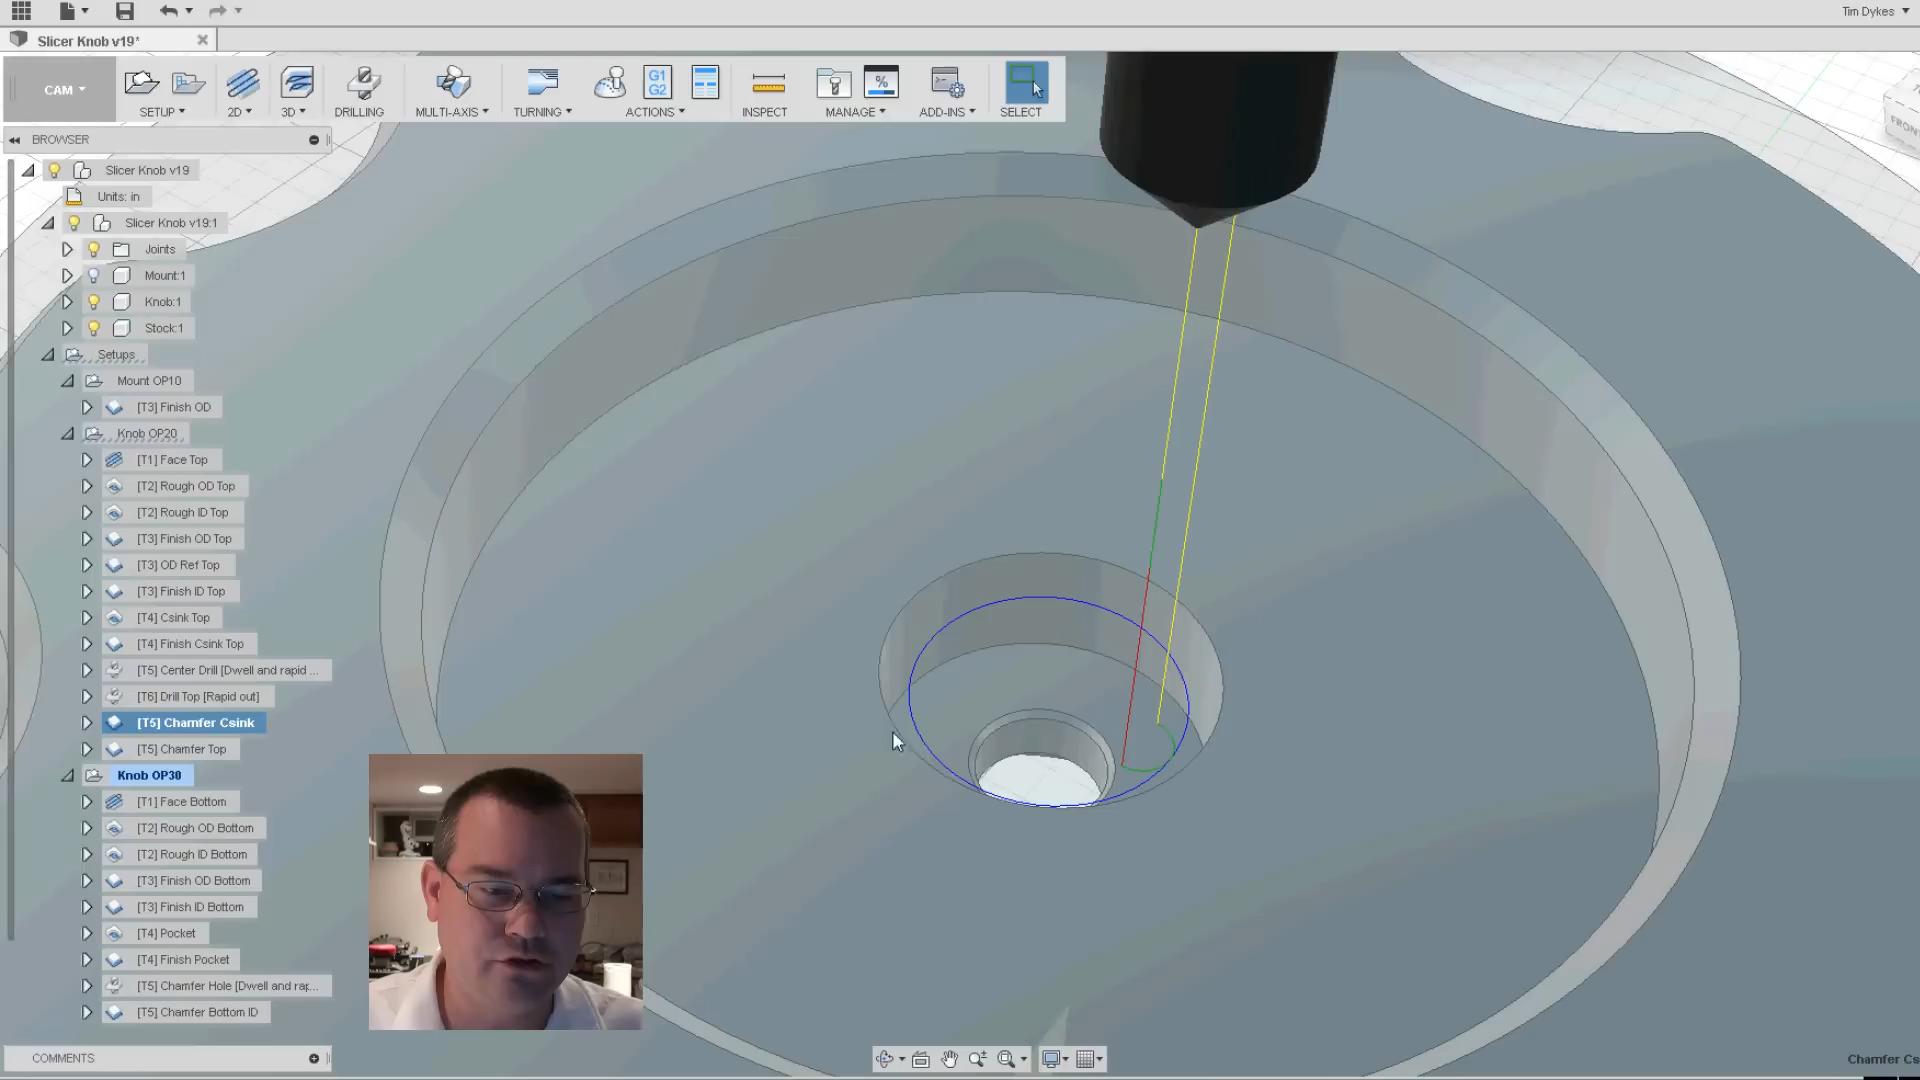 Tim Dykes
Slicer Knob v19*
CAM
SETUP
2D
3D
DRILLING
MULTI-AXIS
TURNING
G1
G2
ACTIONS
INSPECT
%
MANAGE
ADD-INS
SELECT
FRONT
BROWSER
Slicer Knob v19
Units: in
Slicer Knob v19:1
Joints
Mount:1
Knob:1
Stock:1
Setups
Mount OP10
[T3] Finish OD
Knob OP20
[T1] Face Top
[T2] Rough OD Top
[T2] Rough ID Top
[T3] Finish OD Top
[T3] OD Ref Top
[T3] Finish ID Top
[T4] Csink Top
[T4] Finish Csink Top
[T5] Center Drill [Dwell and rapid ...
[T6] Drill Top [Rapid out]
[T5] Chamfer Csink
[T5] Chamfer Top
Knob OP30
[T1] Face Bottom
[T2] Rough OD Bottom
[T2] Rough ID Bottom
[T3] Finish OD Bottom
[T3] Finish ID Bottom
[T4] Pocket
[T4] Finish Pocket
[T5] Chamfer Hole [Dwell and rap...
[T5] Chamfer Bottom ID
COMMENTS
Chamfer Cs